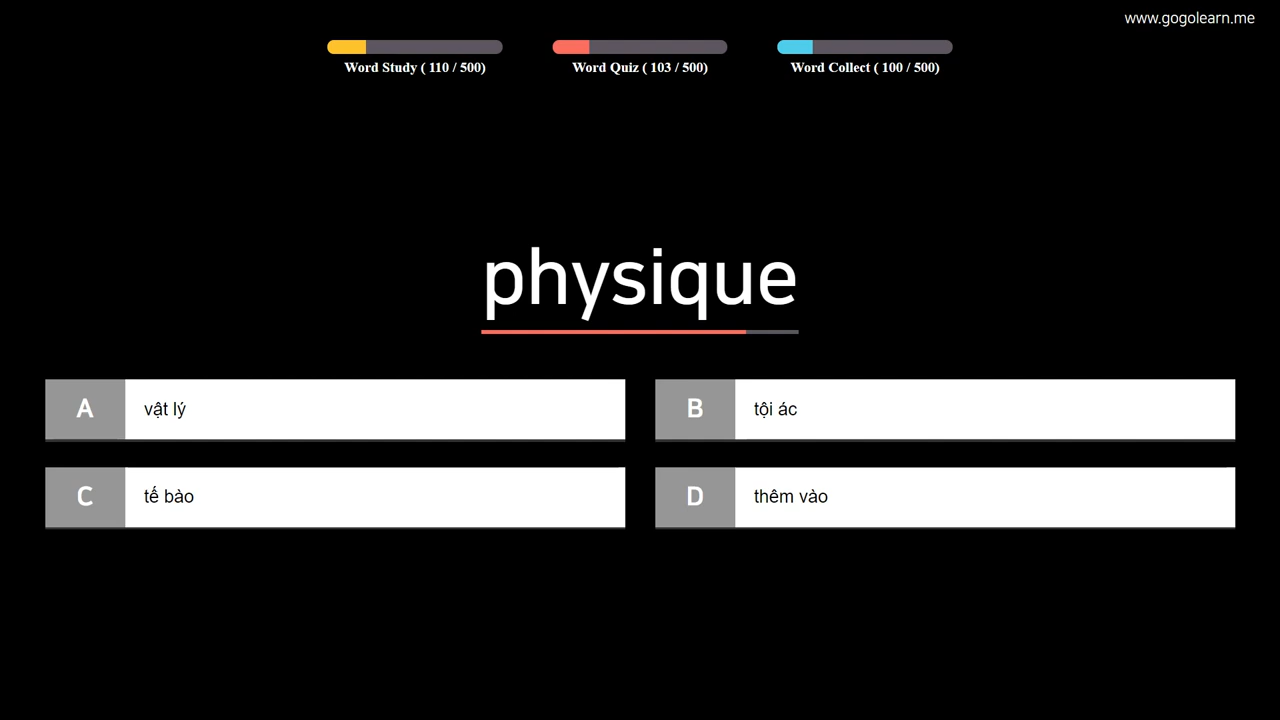 www.gogolearn.me
Word Study ( 110 / 500)
Word Quiz ( 103 / 500)
Word Collect ( 100 / 500)
physique
A vật lý
B tội ác
C tế bào
D thêm vào